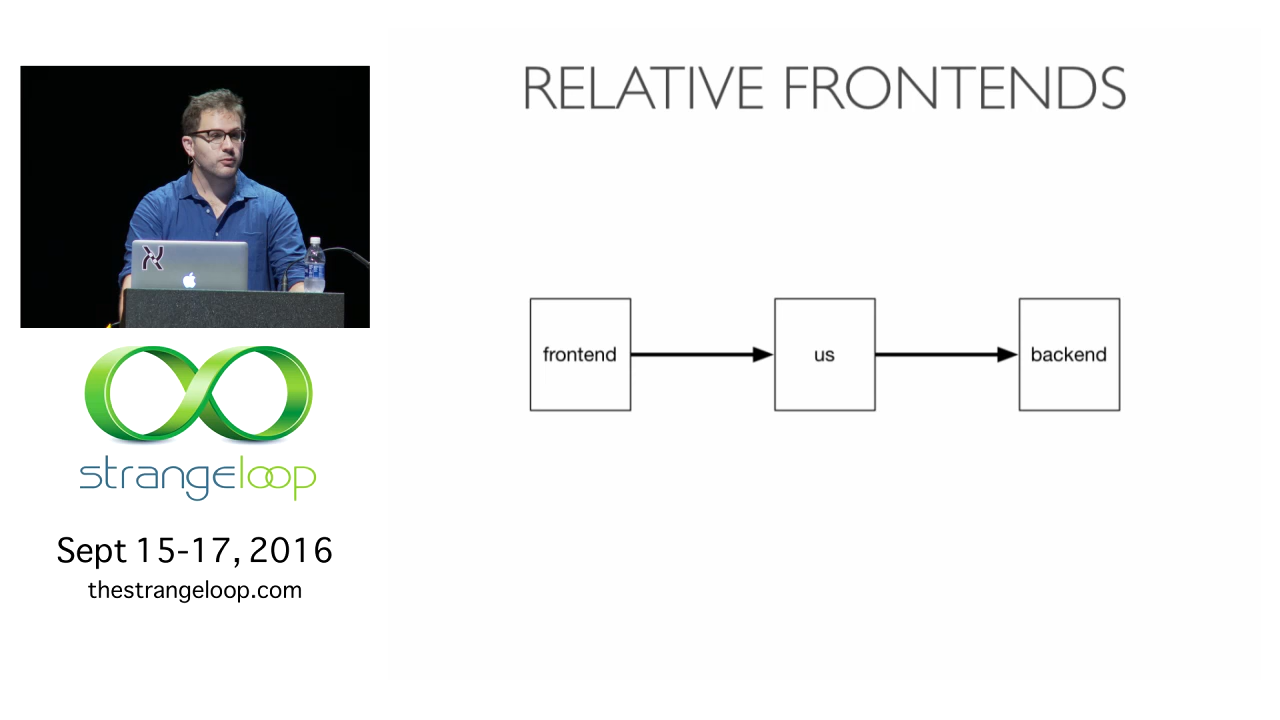 RELATIVE FRONTENDS
frontend
us
backend
strangeloop
Sept 15-17, 2016
thestrangeloop.com